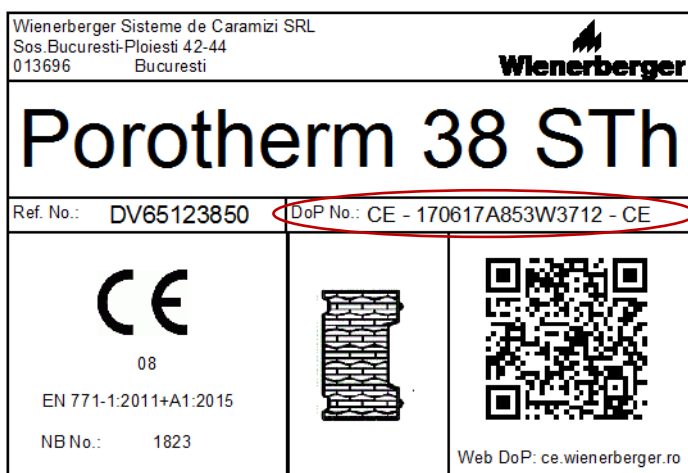 Wienerberger Sisteme de Caramizi SRL
Sos.Bucuresti-Ploiesti 42-44
013696 Bucuresti
Wienerberger
Porotherm 38 STh
Ref. No.: DV65123850
DoP No.: CE - 170617A853W3712 - CE
CE
08
EN 771-1:2011+A1:2015
NB No.: 1823
Web DoP: ce.wienerberger.ro